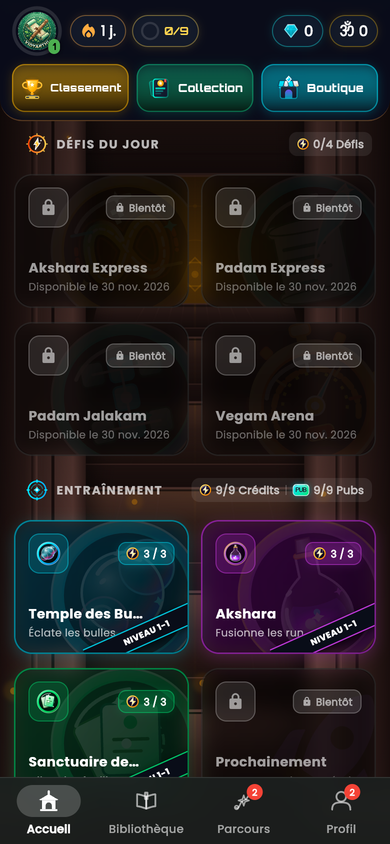 1
1 j.
0/9
0
ॐ 0
Classement
Collection
Boutique
DÉFIS DU JOUR
0/4 Défis
Bientôt
Bientôt
Akshara Express
Disponible le 30 nov. 2026
Padam Express
Disponible le 30 nov. 2026
Bientôt
Bientôt
Padam Jalakam
Disponible le 30 nov. 2026
Vegam Arena
Disponible le 30 nov. 2026
ENTRAÎNEMENT
9/9 Crédits
PUB 9/9 Pubs
3 / 3
3 / 3
Temple des Bu...
Éclate les bulles
NIVEAU 1-1
Akshara
Fusionne les run
NIVEAU 1-1
3 / 3
Bientôt
Sanctuaire de...
Prochainement
2
2
Accueil
Bibliothèque
Parcours
Profil